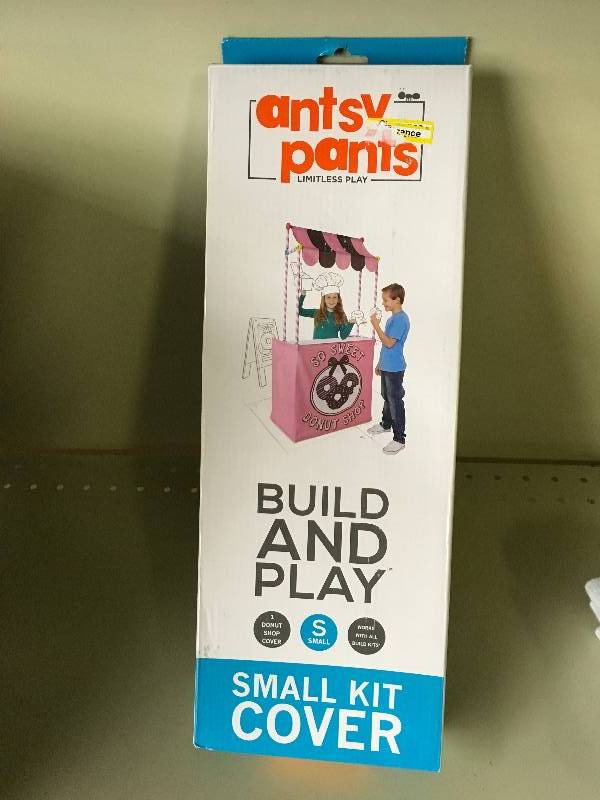 antsy
pants
LIMITLESS PLAY
SO SWEET
DONUT SHOP
BUILD
AND
PLAY
1
DONUT
SHOP
COVER
S
SMALL
WORKS
WITH ALL
BUILD KITS*
SMALL KIT
COVER